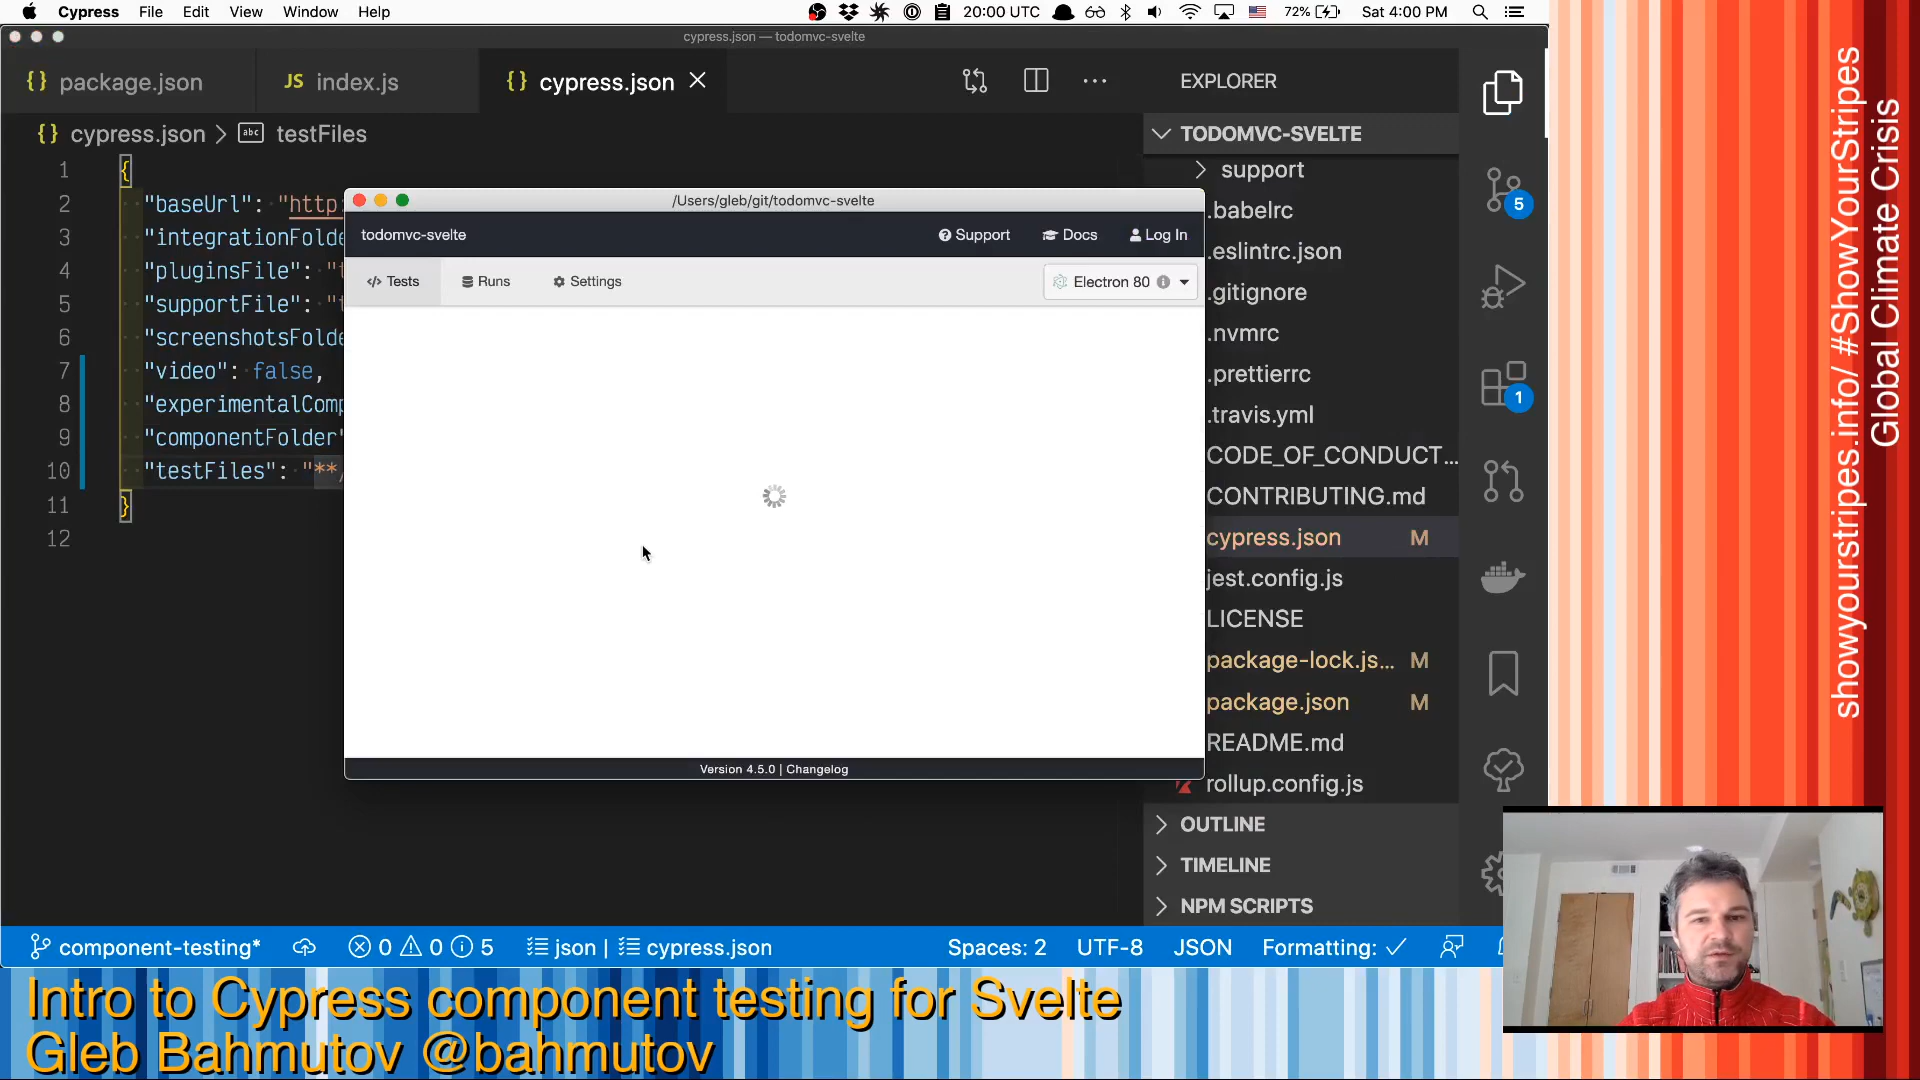 Cypress File Edit View Window Help
20:00 UTC 72% Sat 4:00 PM
cypress.json — todomvc-svelte
{} package.json
JS index.js
{} cypress.json
EXPLORER
{} cypress.json > abc testFiles
TODOMVC-SVELTE
1 {
2 "baseUrl": "http:
3 "integrationFolde
4 "pluginsFile": "t
5 "supportFile": "t
6 "screenshotsFolde
7 "video": false,
8 "experimentalComp
9 "componentFolder"
10 "testFiles": "**/
11 }
12
/Users/gleb/git/todomvc-svelte
todomvc-svelte
Support Docs Log In
</> Tests Runs Settings
Electron 80
Version 4.5.0 | Changelog
support
.babelrc
.eslintrc.json
.gitignore
.nvmrc
.prettierrc
.travis.yml
CODE_OF_CONDUCT...
CONTRIBUTING.md
cypress.json M
jest.config.js
LICENSE
package-lock.js... M
package.json M
README.md
rollup.config.js
OUTLINE
TIMELINE
NPM SCRIPTS
5
1
component-testing* 0 0 5 json | cypress.json
Spaces: 2 UTF-8 JSON Formatting:
Intro to Cypress component testing for Svelte
Gleb Bahmutov @bahmutov
showyourstripes.info/ #ShowYourStripes
Global Climate Crisis